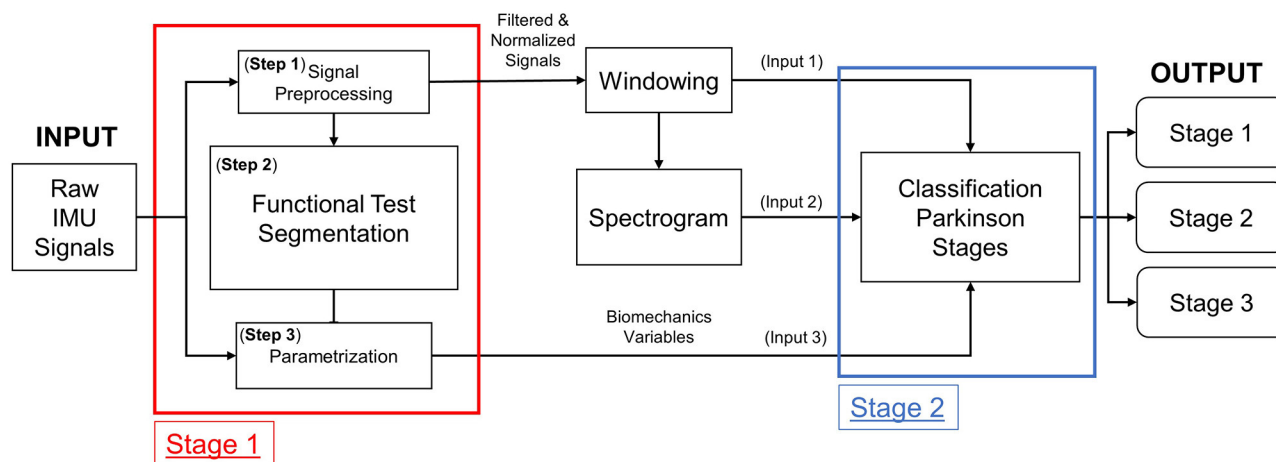 INPUT
Raw
IMU
Signals
(Step 1) Signal
Preprocessing
(Step 2)
Functional Test
Segmentation
(Step 3)
Parametrization
Stage 1
Filtered &
Normalized
Signals
Windowing
Spectrogram
Biomechanics
Variables
(Input 1)
(Input 2)
(Input 3)
Classification
Parkinson
Stages
Stage 2
OUTPUT
Stage 1
Stage 2
Stage 3